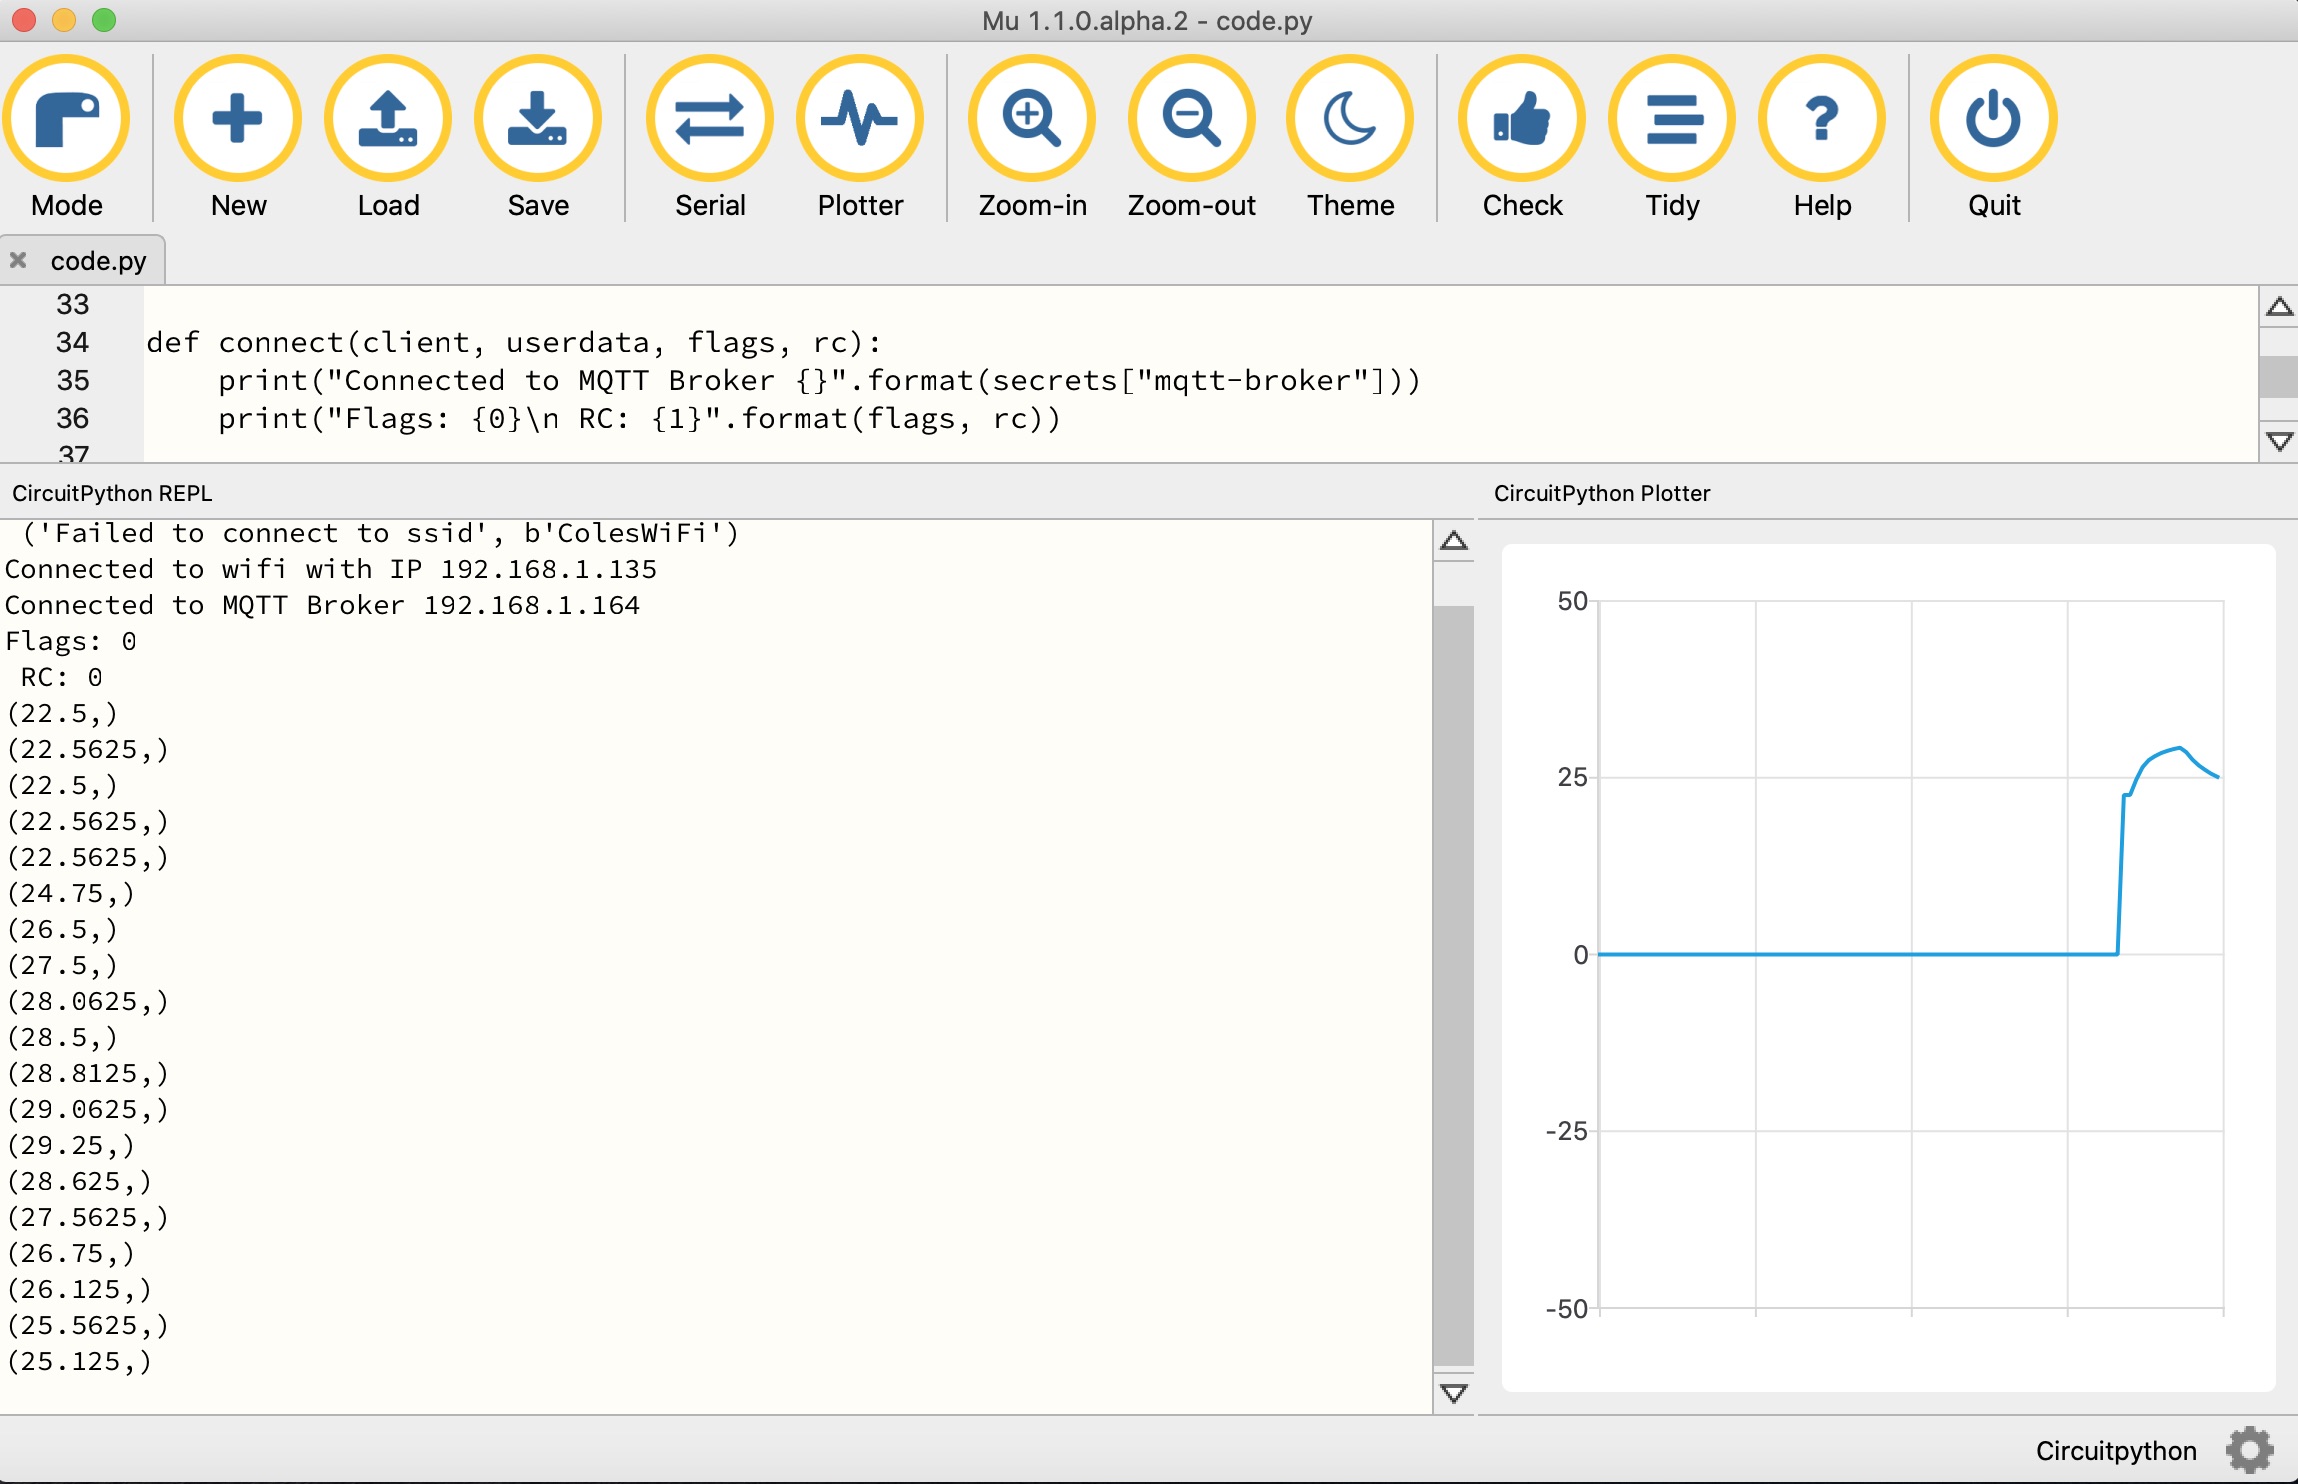 Mu 1.1.0.alpha.2 - code.py
Mode New Load Save Serial Plotter Zoom-in Zoom-out Theme Check Tidy Help Quit
code.py
33
34 def connect(client, userdata, flags, rc):
35     print("Connected to MQTT Broker {}".format(secrets["mqtt-broker"]))
36     print("Flags: {0}\n RC: {1}".format(flags, rc))
37
CircuitPython REPL
('Failed to connect to ssid', b'ColesWiFi')
Connected to wifi with IP 192.168.1.135
Connected to MQTT Broker 192.168.1.164
Flags: 0
RC: 0
(22.5,)
(22.5625,)
(22.5,)
(22.5625,)
(22.5625,)
(24.75,)
(26.5,)
(27.5,)
(28.0625,)
(28.5,)
(28.8125,)
(29.0625,)
(29.25,)
(28.625,)
(27.5625,)
(26.75,)
(26.125,)
(25.5625,)
(25.125,)
CircuitPython Plotter
50
25
0
-25
-50
Circuitpython